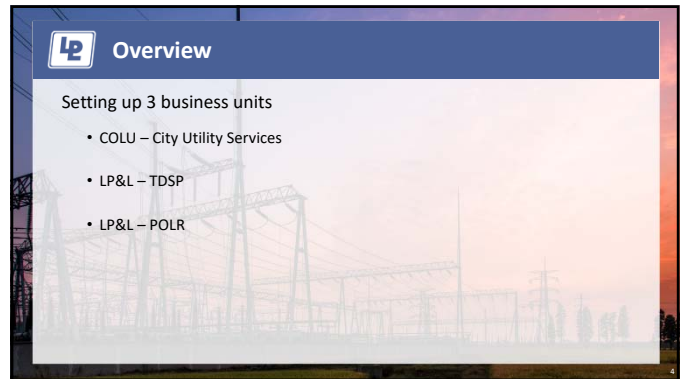 LP Overview
Setting up 3 business units
• COLU – City Utility Services
• LP&L – TDSP
• LP&L – POLR
4